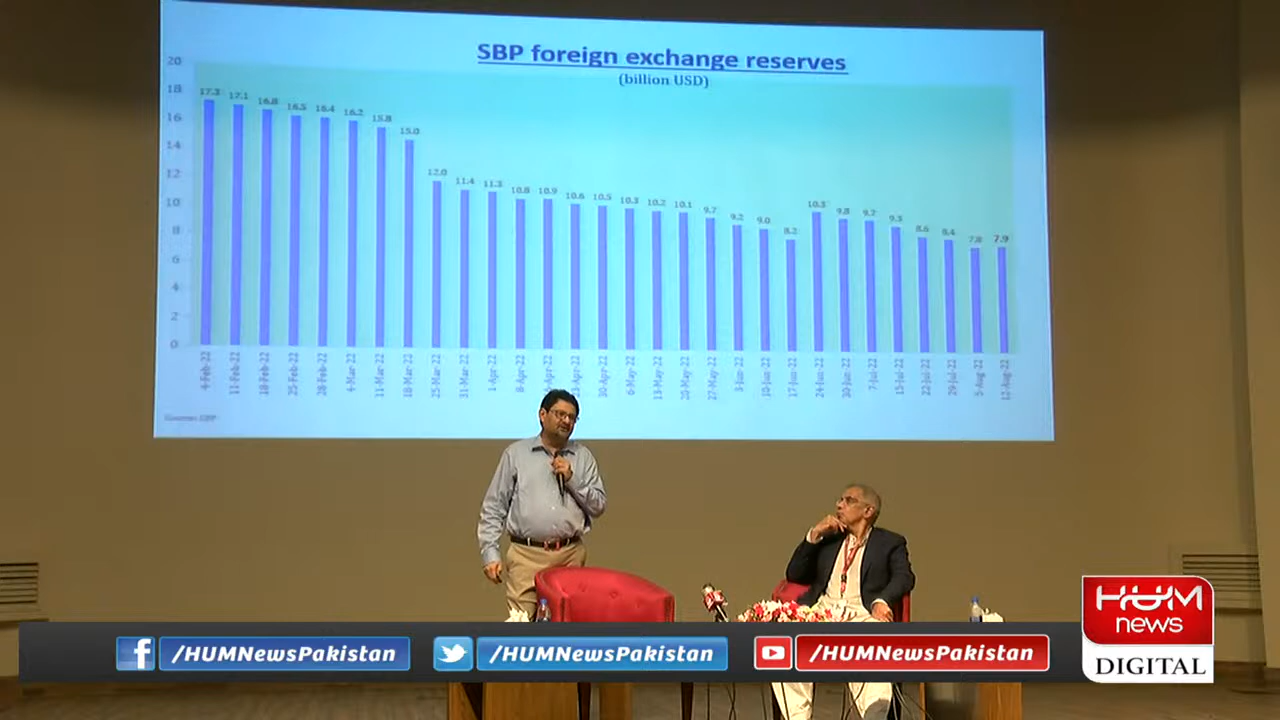 SBP foreign exchange reserves
(billion USD)
20
18
16
14
12
10
8
6
4
2
0
17.3 17.1 16.8 16.5 16.4 16.2 15.8 15.0 12.0 11.4 11.3 10.8 10.9 10.6 10.5 10.3 10.2 10.1 9.7 9.2 9.0 8.2 10.3 9.8 9.7 9.3 8.6 8.4 7.8 7.9
4-Feb-22 11-Feb-22 18-Feb-22 25-Feb-22 28-Feb-22 4-Mar-22 11-Mar-22 18-Mar-22 25-Mar-22 31-Mar-22 1-Apr-22 8-Apr-22 30-Apr-22 6-May-22 13-May-22 20-May-22 27-May-22 3-Jun-22 10-Jun-22 17-Jun-22 24-Jun-22 30-Jun-22 7-Jul-22 15-Jul-22 22-Jul-22 29-Jul-22 5-Aug-22 12-Aug-22
f /HUMNewsPakistan
/HUMNewsPakistan
/HUMNewsPakistan
HUM
news
DIGITAL